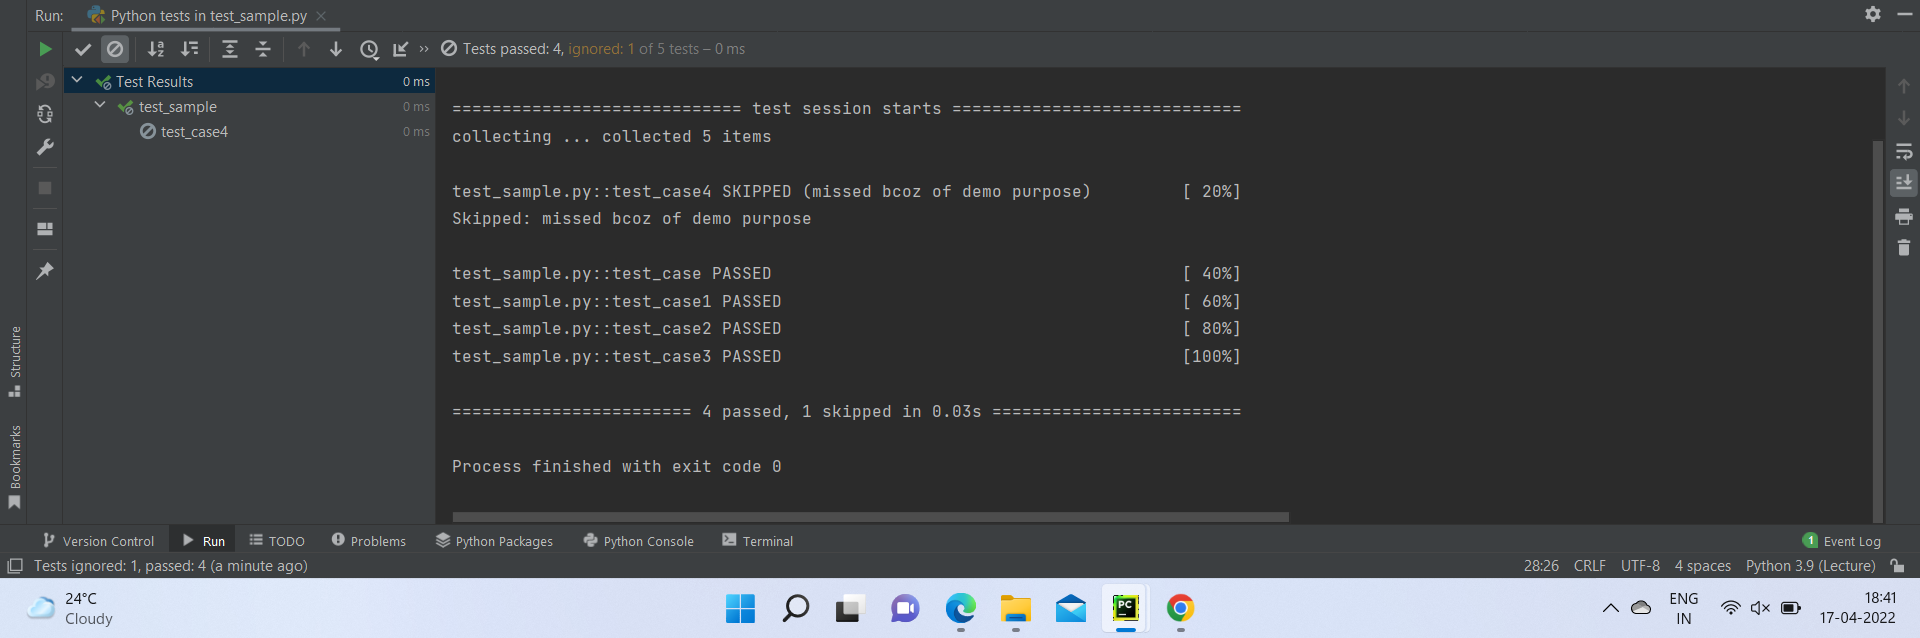 Run: Python tests in test_sample.py
Tests passed: 4, ignored: 1 of 5 tests – 0 ms
Test Results 0 ms
test_sample 0 ms
test_case4 0 ms
============================= test session starts =============================
collecting ... collected 5 items
test_sample.py::test_case4 SKIPPED (missed bcoz of demo purpose) [ 20%]
Skipped: missed bcoz of demo purpose
test_sample.py::test_case PASSED [ 40%]
test_sample.py::test_case1 PASSED [ 60%]
test_sample.py::test_case2 PASSED [ 80%]
test_sample.py::test_case3 PASSED [100%]
======================== 4 passed, 1 skipped in 0.03s =========================
Process finished with exit code 0
Structure
Bookmarks
Version Control Run TODO Problems Python Packages Python Console Terminal 1 Event Log
Tests ignored: 1, passed: 4 (a minute ago) 28:26 CRLF UTF-8 4 spaces Python 3.9 (Lecture)
24°C
Cloudy
PC
ENG
IN
18:41
17-04-2022